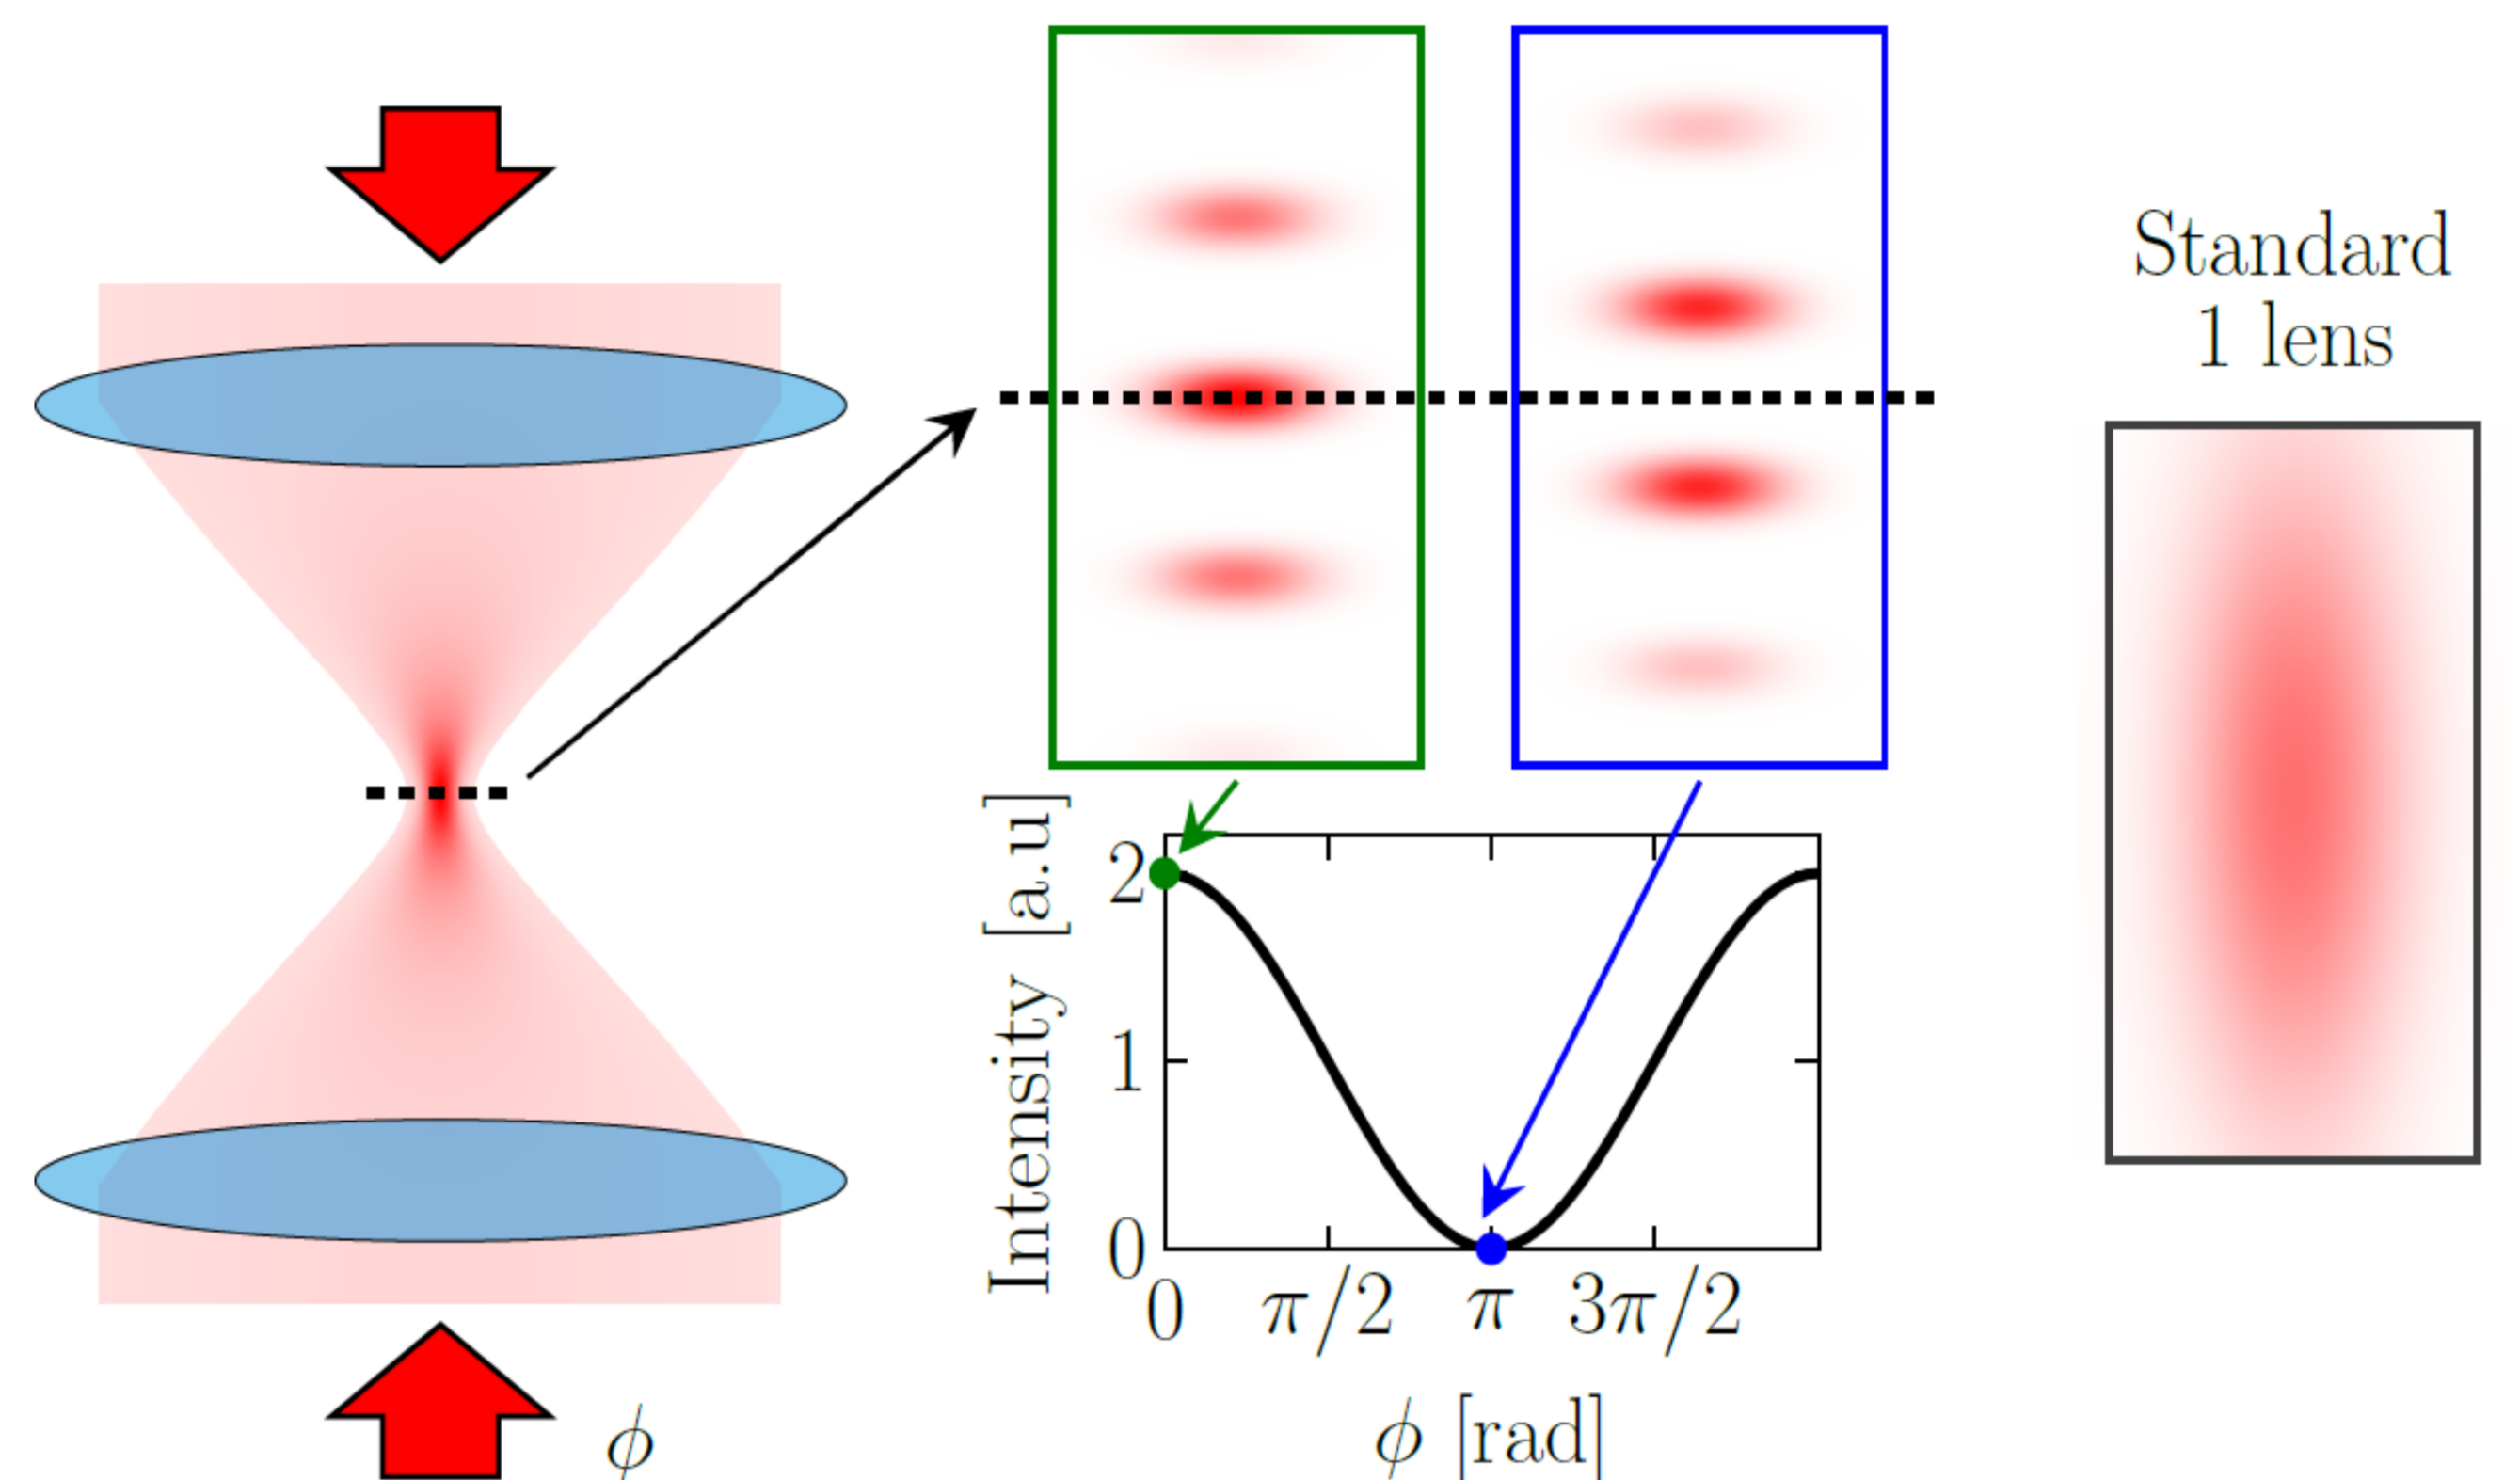 Standard
1 lens
Intensity [a.u]
2
1
0
0 π/2 π 3π/2
ϕ [rad]
ϕ